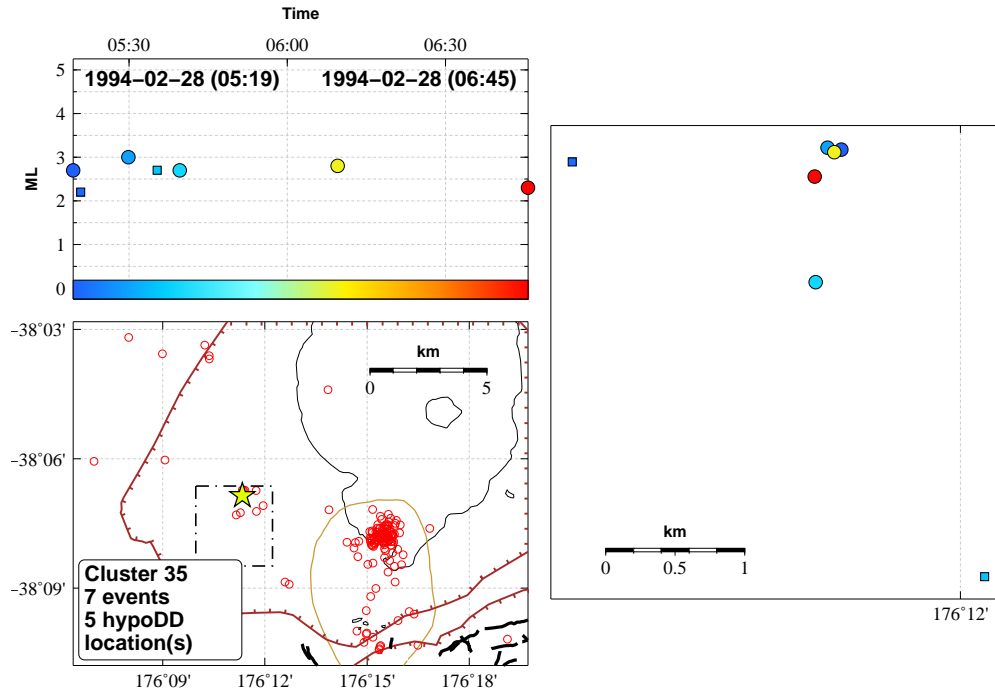 Time
05:30 06:00 06:30
1994−02−28 (05:19) 1994−02−28 (06:45)
5
4
3
2
1
0
ML
−38˚03'
−38˚06'
−38˚09'
km
0 5
Cluster 35
7 events
5 hypoDD
location(s)
176˚09' 176˚12' 176˚15' 176˚18'
km
0 0.5 1
176˚12'